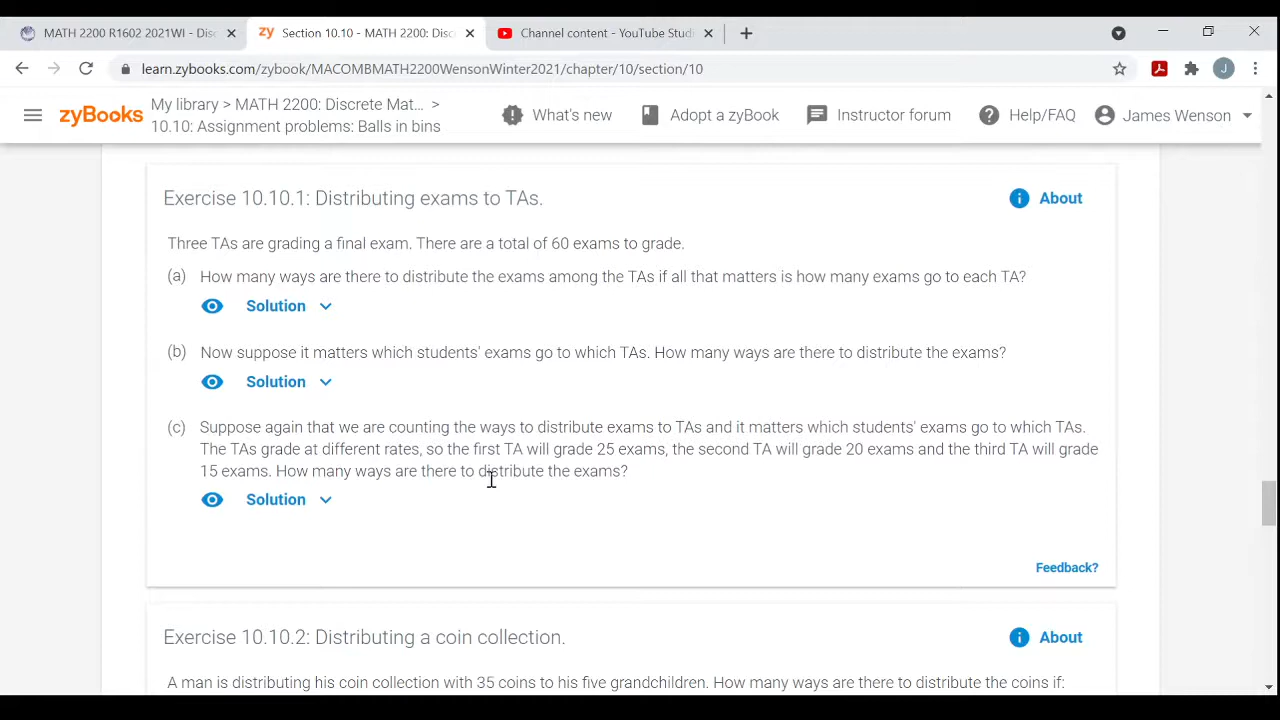 MATH 2200 R1602 2021WI - Disc
Section 10.10 - MATH 2200: Disc
Channel content - YouTube Studi
learn.zybooks.com/zybook/MACOMBMATH2200WensonWinter2021/chapter/10/section/10
J
zyBooks
My library > MATH 2200: Discrete Mat... >
10.10: Assignment problems: Balls in bins
What's new
Adopt a zyBook
Instructor forum
Help/FAQ
James Wenson
Exercise 10.10.1: Distributing exams to TAs.
About
Three TAs are grading a final exam. There are a total of 60 exams to grade.
(a) How many ways are there to distribute the exams among the TAs if all that matters is how many exams go to each TA?
Solution
(b) Now suppose it matters which students' exams go to which TAs. How many ways are there to distribute the exams?
Solution
(c) Suppose again that we are counting the ways to distribute exams to TAs and it matters which students' exams go to which TAs.
The TAs grade at different rates, so the first TA will grade 25 exams, the second TA will grade 20 exams and the third TA will grade
15 exams. How many ways are there to distribute the exams?
Solution
Feedback?
Exercise 10.10.2: Distributing a coin collection.
About
A man is distributing his coin collection with 35 coins to his five grandchildren. How many ways are there to distribute the coins if: